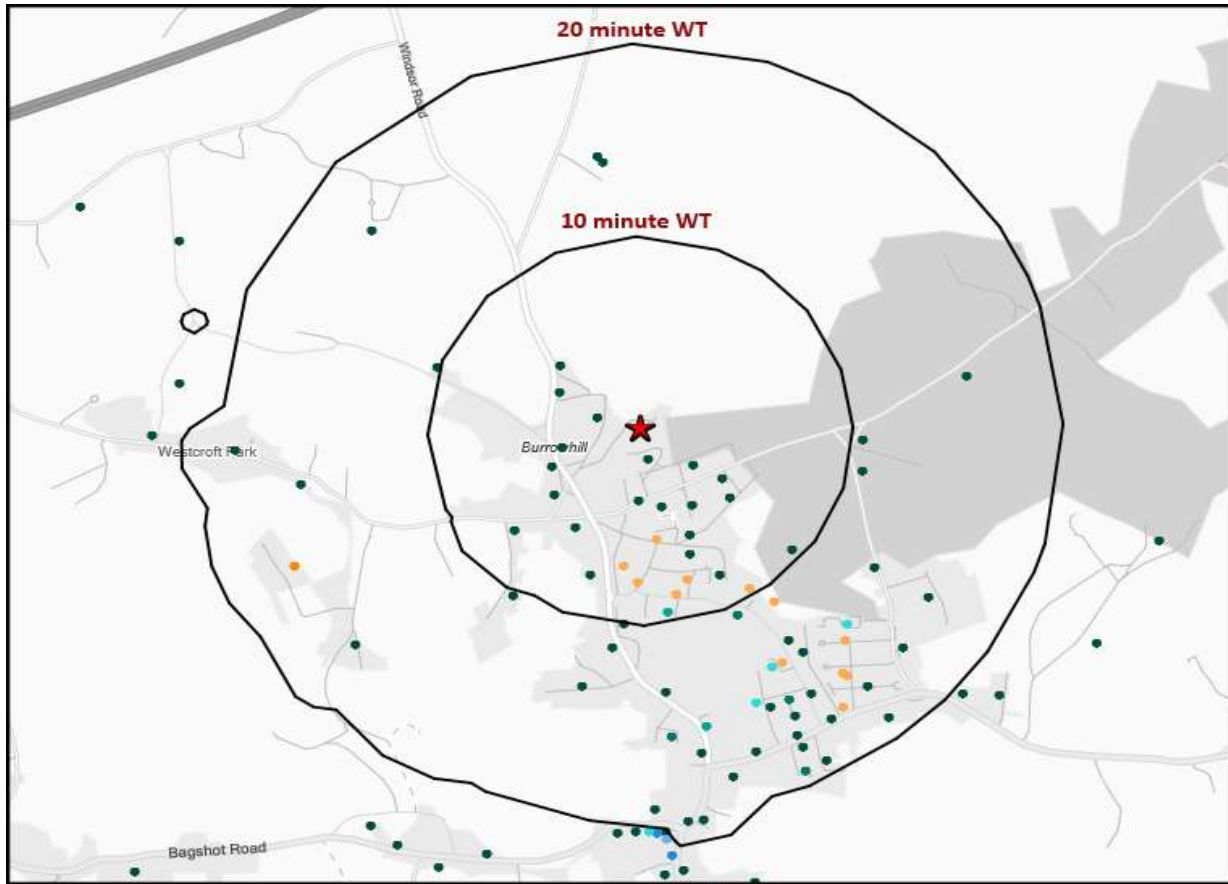 20 minute WT
Windsor Road
10 minute WT
Burrowhill
Westcroft Park
Bagshot Road